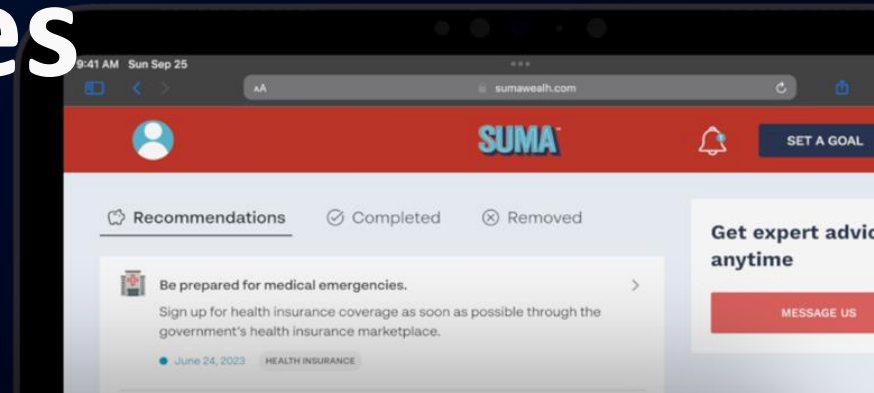 es
9:41 AM Sun Sep 25
AA
sumawealh.com
SUMA
SET A GOAL
Recommendations
Completed
Removed
Get expert advic
anytime
Be prepared for medical emergencies.
Sign up for health insurance coverage as soon as possible through the
government's health insurance marketplace.
MESSAGE US
June 24, 2023
HEALTH INSURANCE